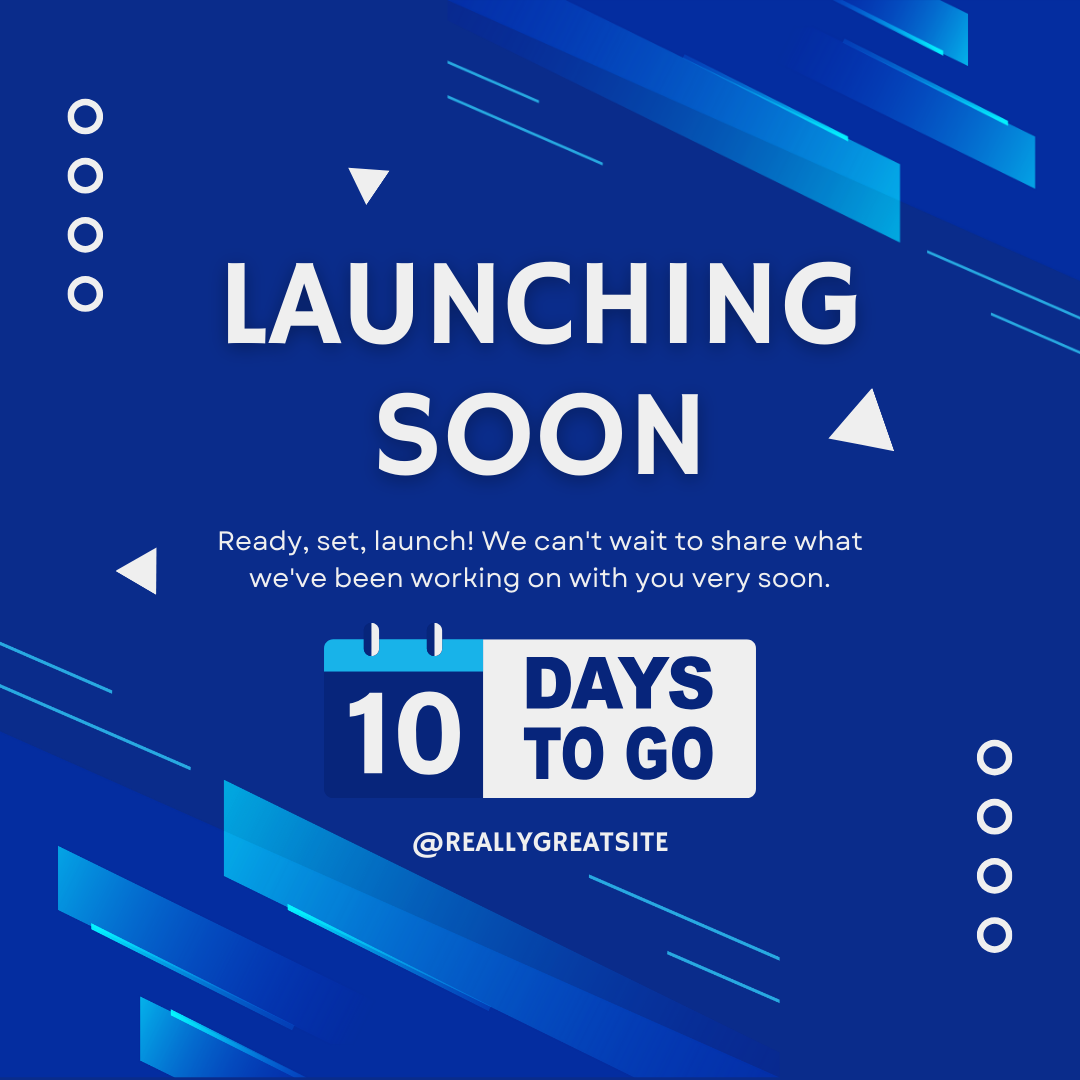 LAUNCHING
SOON
Ready, set, launch! We can't wait to share what
we've been working on with you very soon.
10
DAYS
TO GO
@REALLYGREATSITE